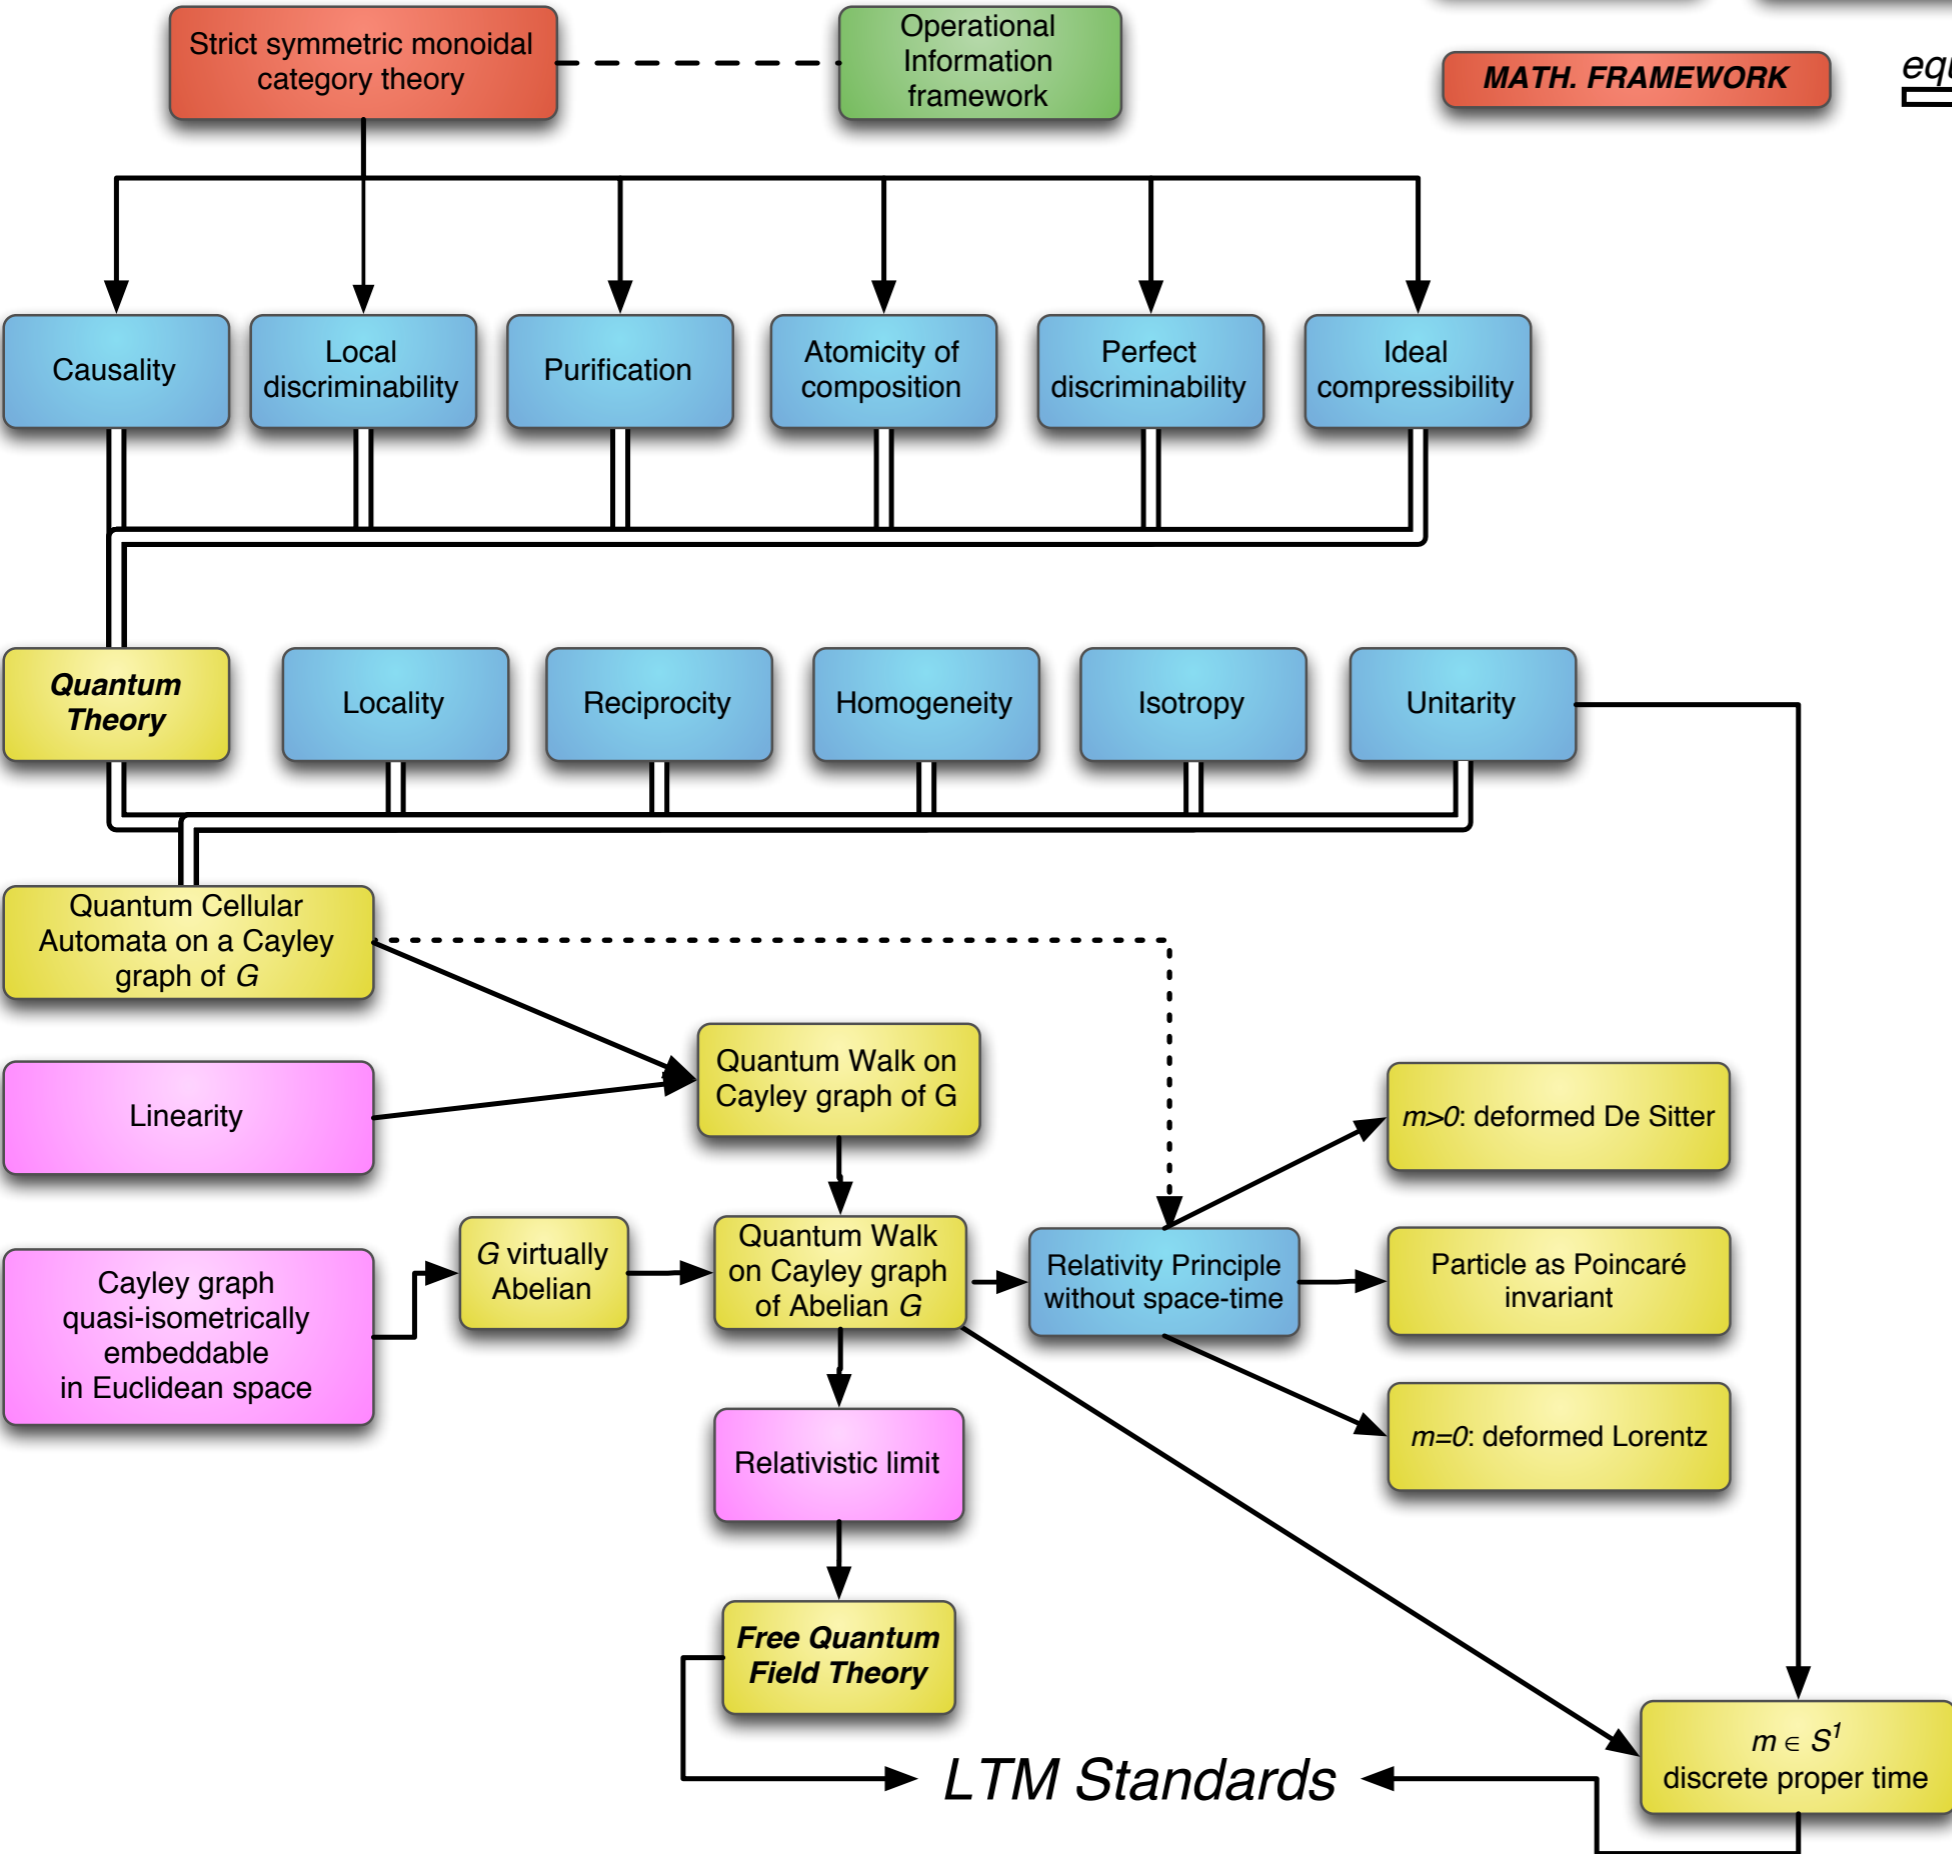 Strict symmetric monoidal
category theory
Operational
Information
framework
MATH. FRAMEWORK
Causality
Local
discriminability
Purification
Atomicity of
composition
Perfect
discriminability
Ideal
compressibility
Quantum
Theory
Locality
Reciprocity
Homogeneity
Isotropy
Unitarity
Quantum Cellular
Automata on a Cayley
graph of G
Linearity
Quantum Walk on
Cayley graph of G
m>0: deformed De Sitter
Cayley graph
quasi-isometrically
embeddable
in Euclidean space
G virtually
Abelian
Quantum Walk
on Cayley graph
of Abelian G
Relativity Principle
without space-time
Particle as Poincaré
invariant
m=0: deformed Lorentz
Relativistic limit
Free Quantum
Field Theory
m ∈ S¹
discrete proper time
LTM Standards